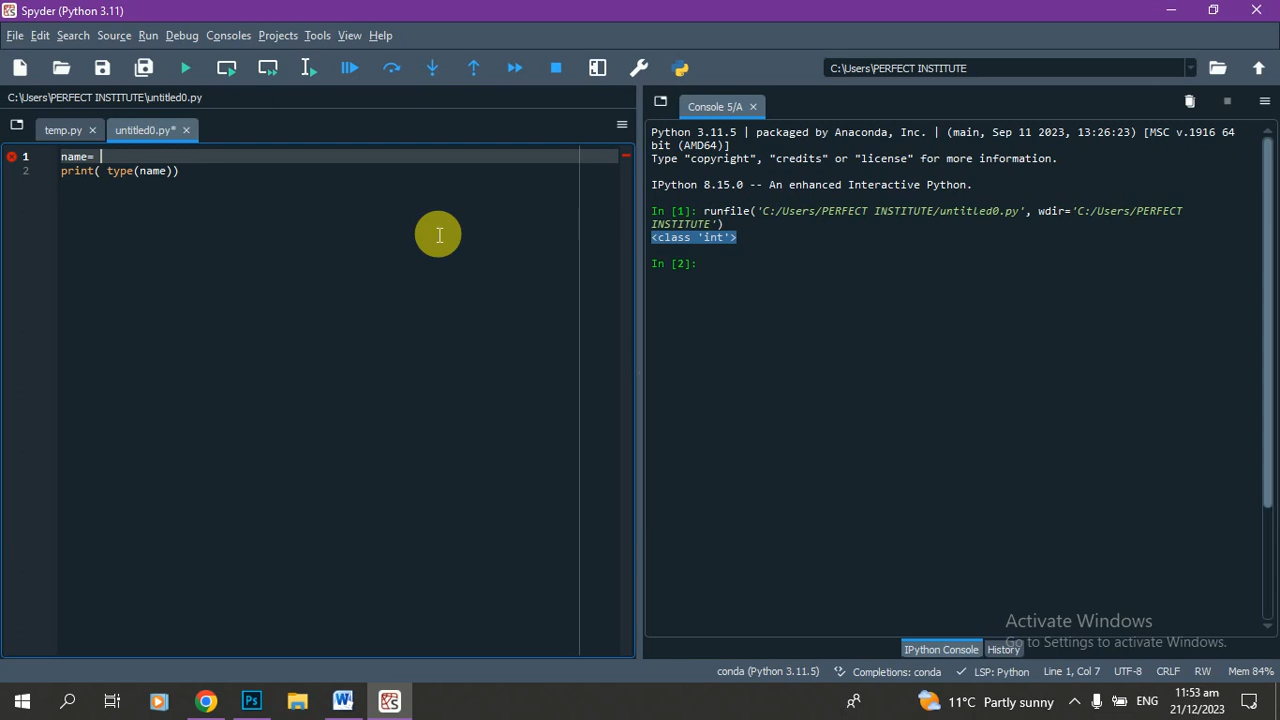 Spyder (Python 3.11)
File Edit Search Source Run Debug Consoles Projects Tools View Help
C:\Users\PERFECT INSTITUTE
C:\Users\PERFECT INSTITUTE\untitled0.py
temp.py untitled0.py*
1 name=
2 print( type(name))
Console 5/A
Python 3.11.5 | packaged by Anaconda, Inc. | (main, Sep 11 2023, 13:26:23) [MSC v.1916 64
bit (AMD64)]
Type "copyright", "credits" or "license" for more information.
IPython 8.15.0 -- An enhanced Interactive Python.
In [1]: runfile('C:/Users/PERFECT INSTITUTE/untitled0.py', wdir='C:/Users/PERFECT
INSTITUTE')
<class 'int'>
In [2]:
Activate Windows
Go to Settings to activate Windows.
IPython Console History
conda (Python 3.11.5) Completions: conda LSP: Python Line 1, Col 7 UTF-8 CRLF RW Mem 84%
Ps W 11°C Partly sunny ENG
11:53 am
21/12/2023